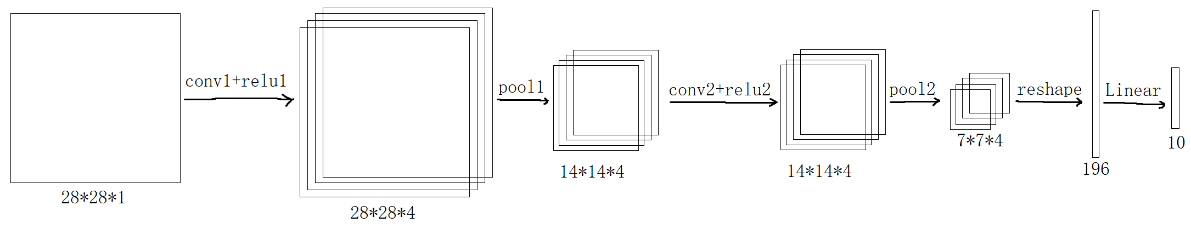 conv1+relu1
pool1
conv2+relu2
pool2
reshape
Linear
28*28*1
28*28*4
14*14*4
14*14*4
7*7*4
196
10